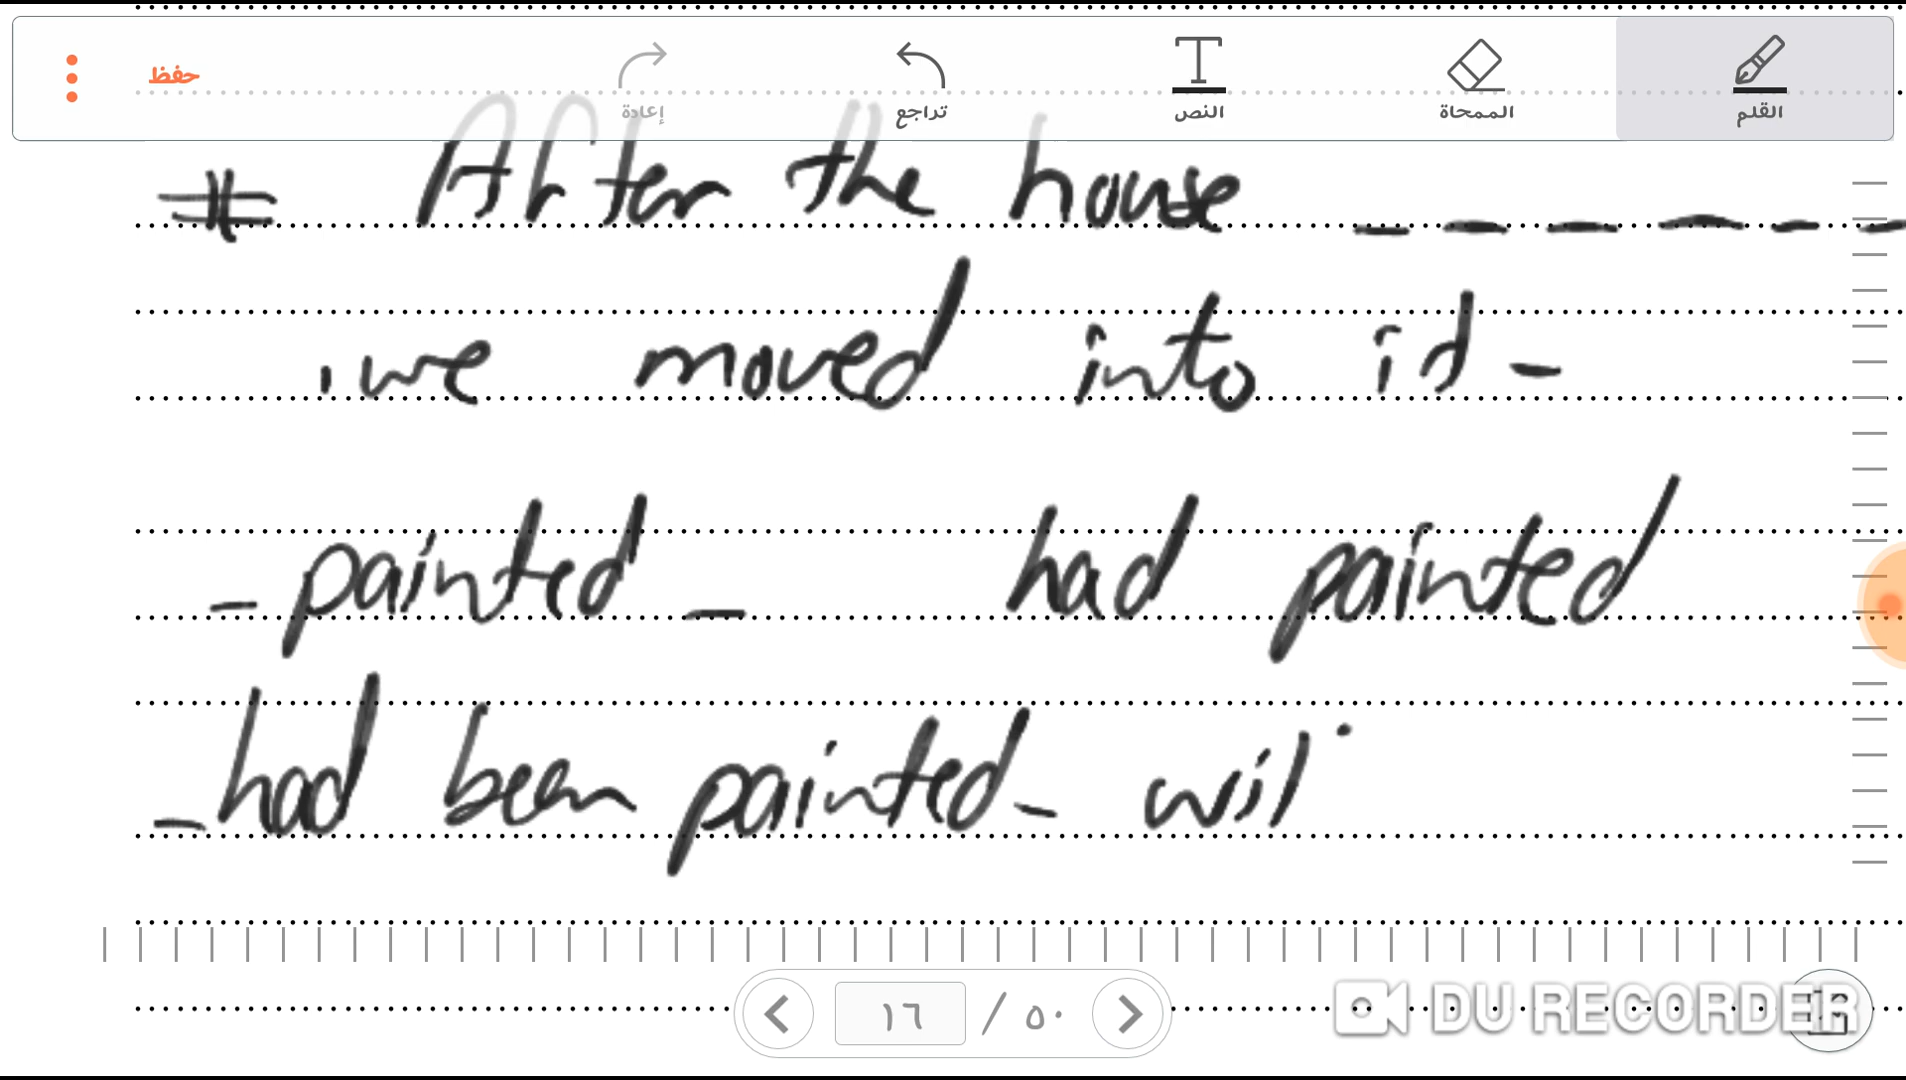 حفظ إعادة تراجع النص الممحاة القلم
# After the house _ _ _ _ _ _
, we moved into id -
- painted _ had painted
_ had been painted - wil
١٦ / ٥٠
DU RECORDER